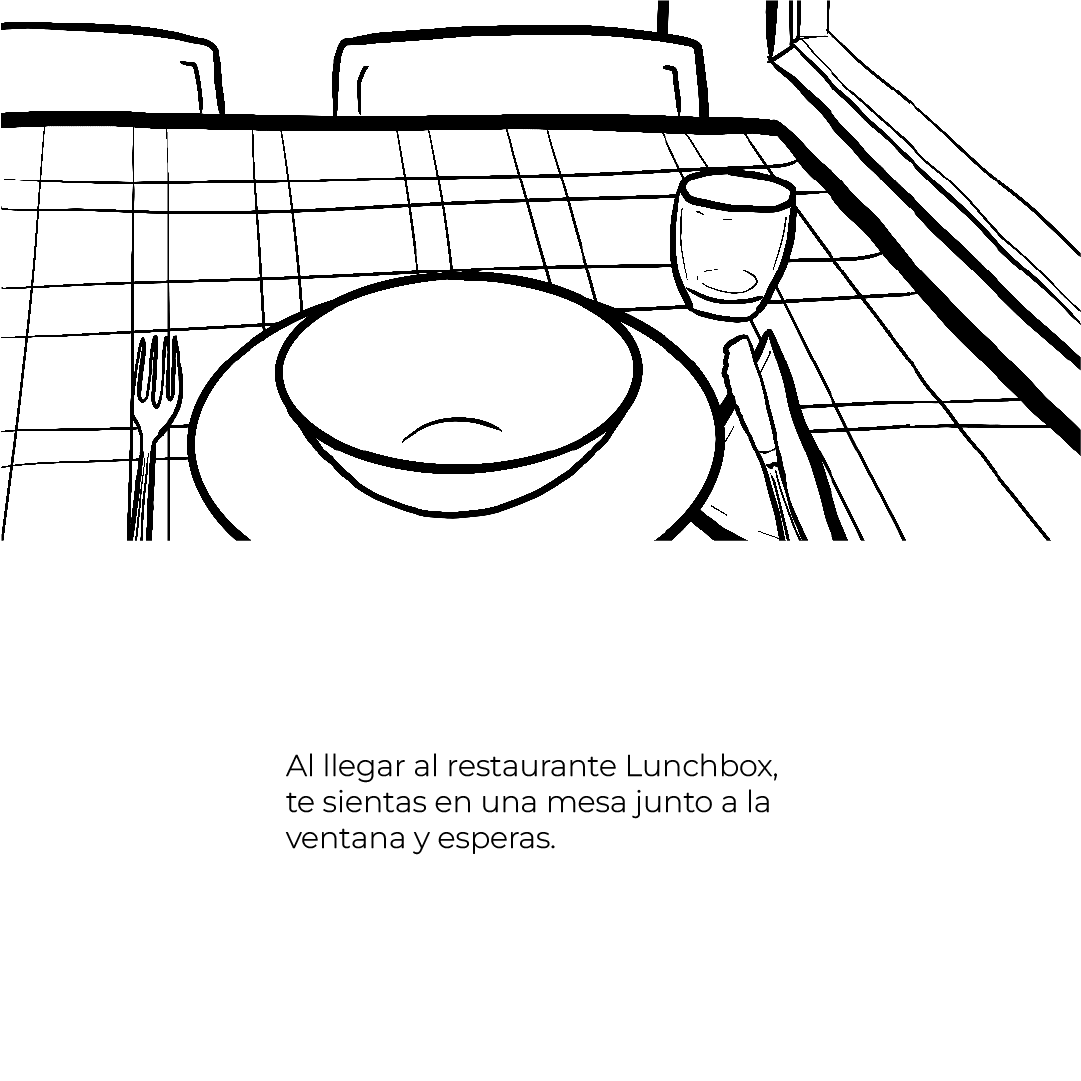 Al llegar al restaurante Lunchbox,
te sientas en una mesa junto a la
ventana y esperas.